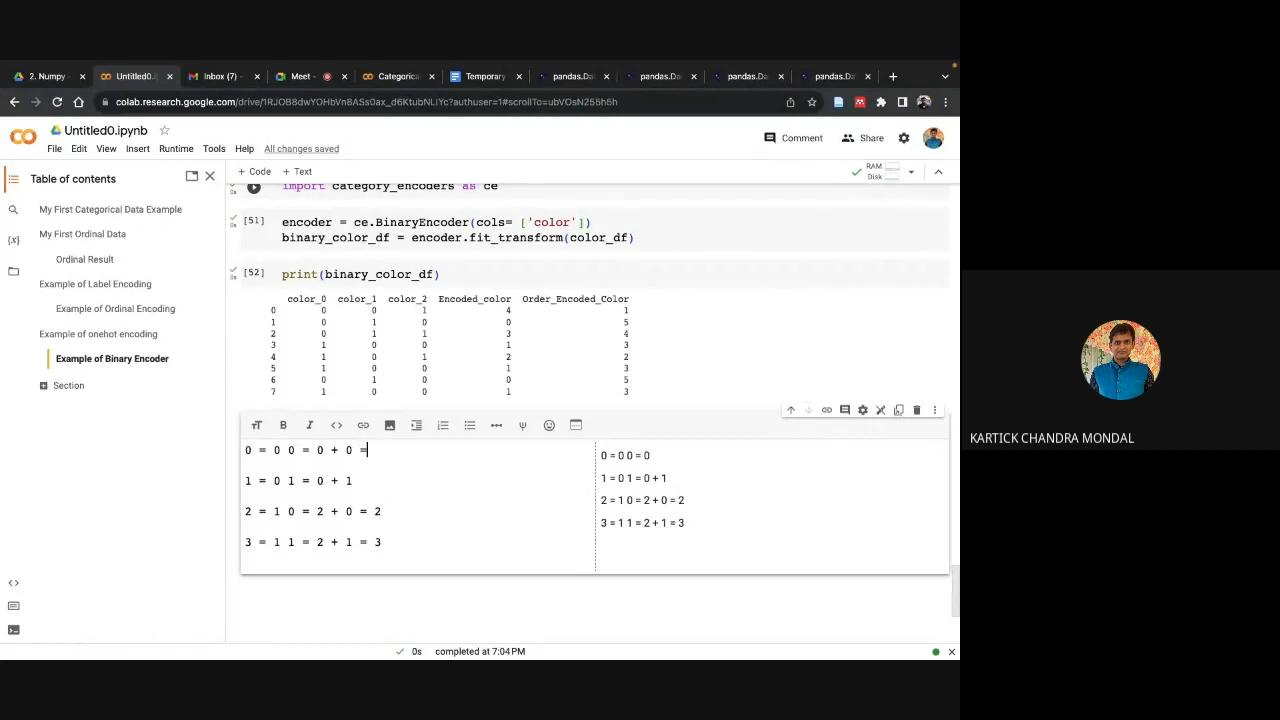 2. Numpy
Untitled0.i
Inbox (7)
Meet
Categorica
Temporary
pandas.Da
pandas.Da
pandas.Da
pandas.Da
colab.research.google.com/drive/1RJOB8dwYOHbVn8ASs0ax_d6KtubNLIYc?authuser=1#scrollTo=ubVOsN255h5h
Untitled0.ipynb
Comment
Share
File Edit View Insert Runtime Tools Help All changes saved
Table of contents
+ Code + Text
RAM
Disk
My First Categorical Data Example
My First Ordinal Data
Ordinal Result
Example of Label Encoding
Example of Ordinal Encoding
Example of onehot encoding
Example of Binary Encoder
Section
0s
import category_encoders as ce
0s
[51]
encoder = ce.BinaryEncoder(cols= ['color'])
binary_color_df = encoder.fit_transform(color_df)
0s
[52]
print(binary_color_df)
color_0 color_1 color_2 Encoded_color Order_Encoded_Color
0 0 0 1 4 1
1 0 1 0 0 5
2 0 1 1 3 4
3 1 0 0 1 3
4 1 0 1 2 2
5 1 0 0 1 3
6 0 1 0 0 5
7 1 0 0 1 3
0 = 0 0 = 0 + 0 =
1 = 0 1 = 0 + 1
2 = 1 0 = 2 + 0 = 2
3 = 1 1 = 2 + 1 = 3
0 = 0 0 = 0
1 = 0 1 = 0 + 1
2 = 1 0 = 2 + 0 = 2
3 = 1 1 = 2 + 1 = 3
0s completed at 7:04 PM
KARTICK CHANDRA MONDAL